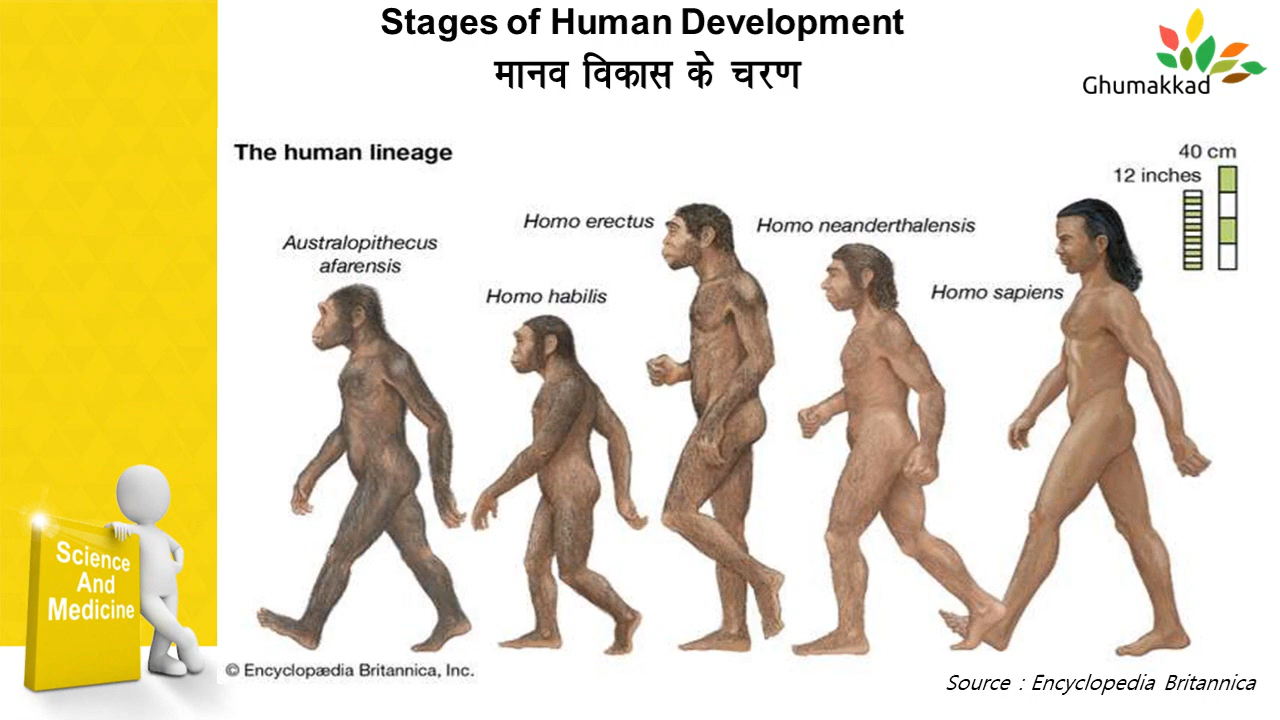 Stages of Human Development
मानव विकास के चरण
Ghumakkad
The human lineage
40 cm
12 inches
Homo erectus
Homo neanderthalensis
Australopithecus
afarensis
Homo habilis
Homo sapiens
Science
And
Medicine
© Encyclopædia Britannica, Inc.
Source : Encyclopedia Britannica